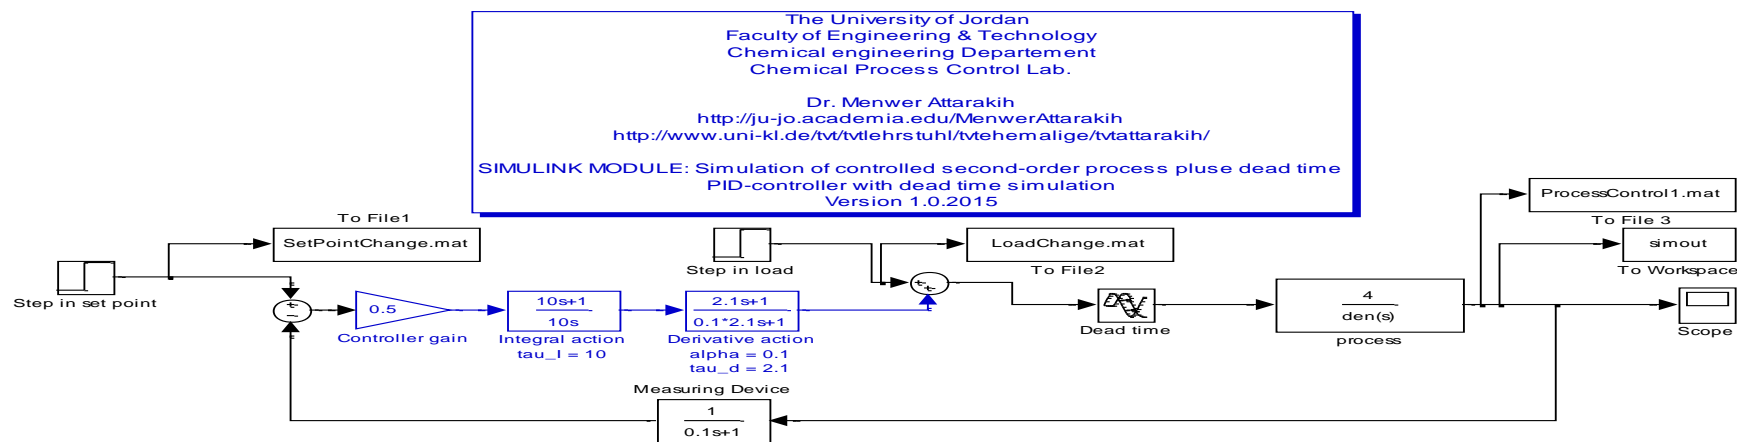 The University of Jordan
Faculty of Engineering & Technology
Chemical engineering Departement
Chemical Process Control Lab.
Dr. Menwer Attarakih
http://ju-jo.academia.edu/MenwerAttarakih
http://www.uni-kl.de/tvt/tvtlehrstuhl/tvtehemalige/tvtattarakih/
SIMULINK MODULE: Simulation of controlled second-order process pluse dead time
PID-controller with dead time simulation
Version 1.0.2015
To File1
SetPointChange.mat
Step in set point
+
-
0.5
Controller gain
10s+1
10s
Integral action
tau_I = 10
2.1s+1
0.1*2.1s+1
Derivative action
alpha = 0.1
tau_d = 2.1
Step in load
LoadChange.mat
To File2
+
+
Dead time
4
den(s)
process
ProcessControl1.mat
To File 3
simout
To Workspace
Scope
Measuring Device
1
0.1s+1